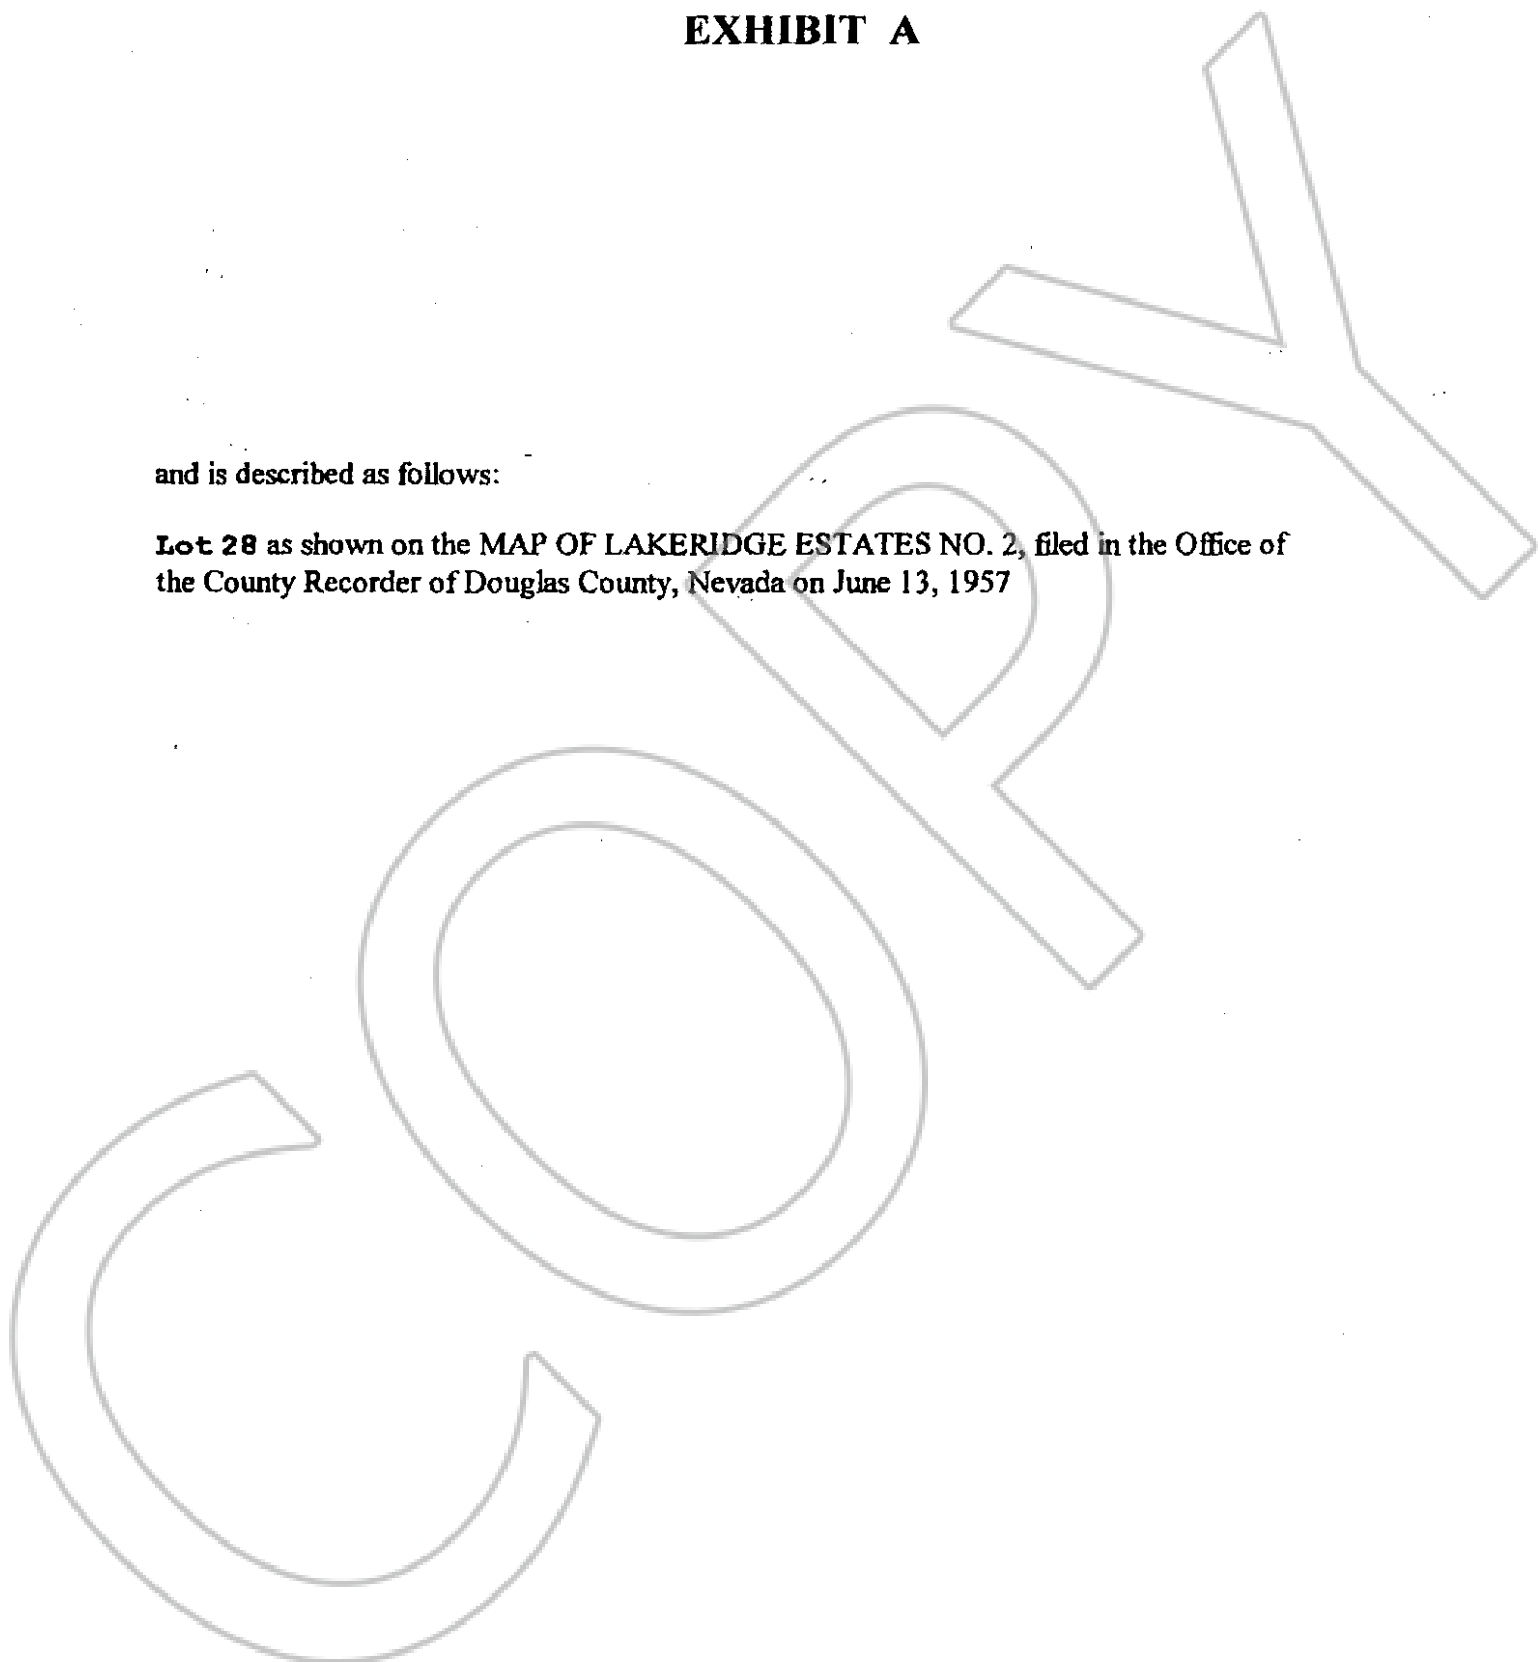 EXHIBIT A
and is described as follows:
Lot 28 as shown on the MAP OF LAKERIDGE ESTATES NO. 2, filed in the Office of
the County Recorder of Douglas County, Nevada on June 13, 1957
COPY